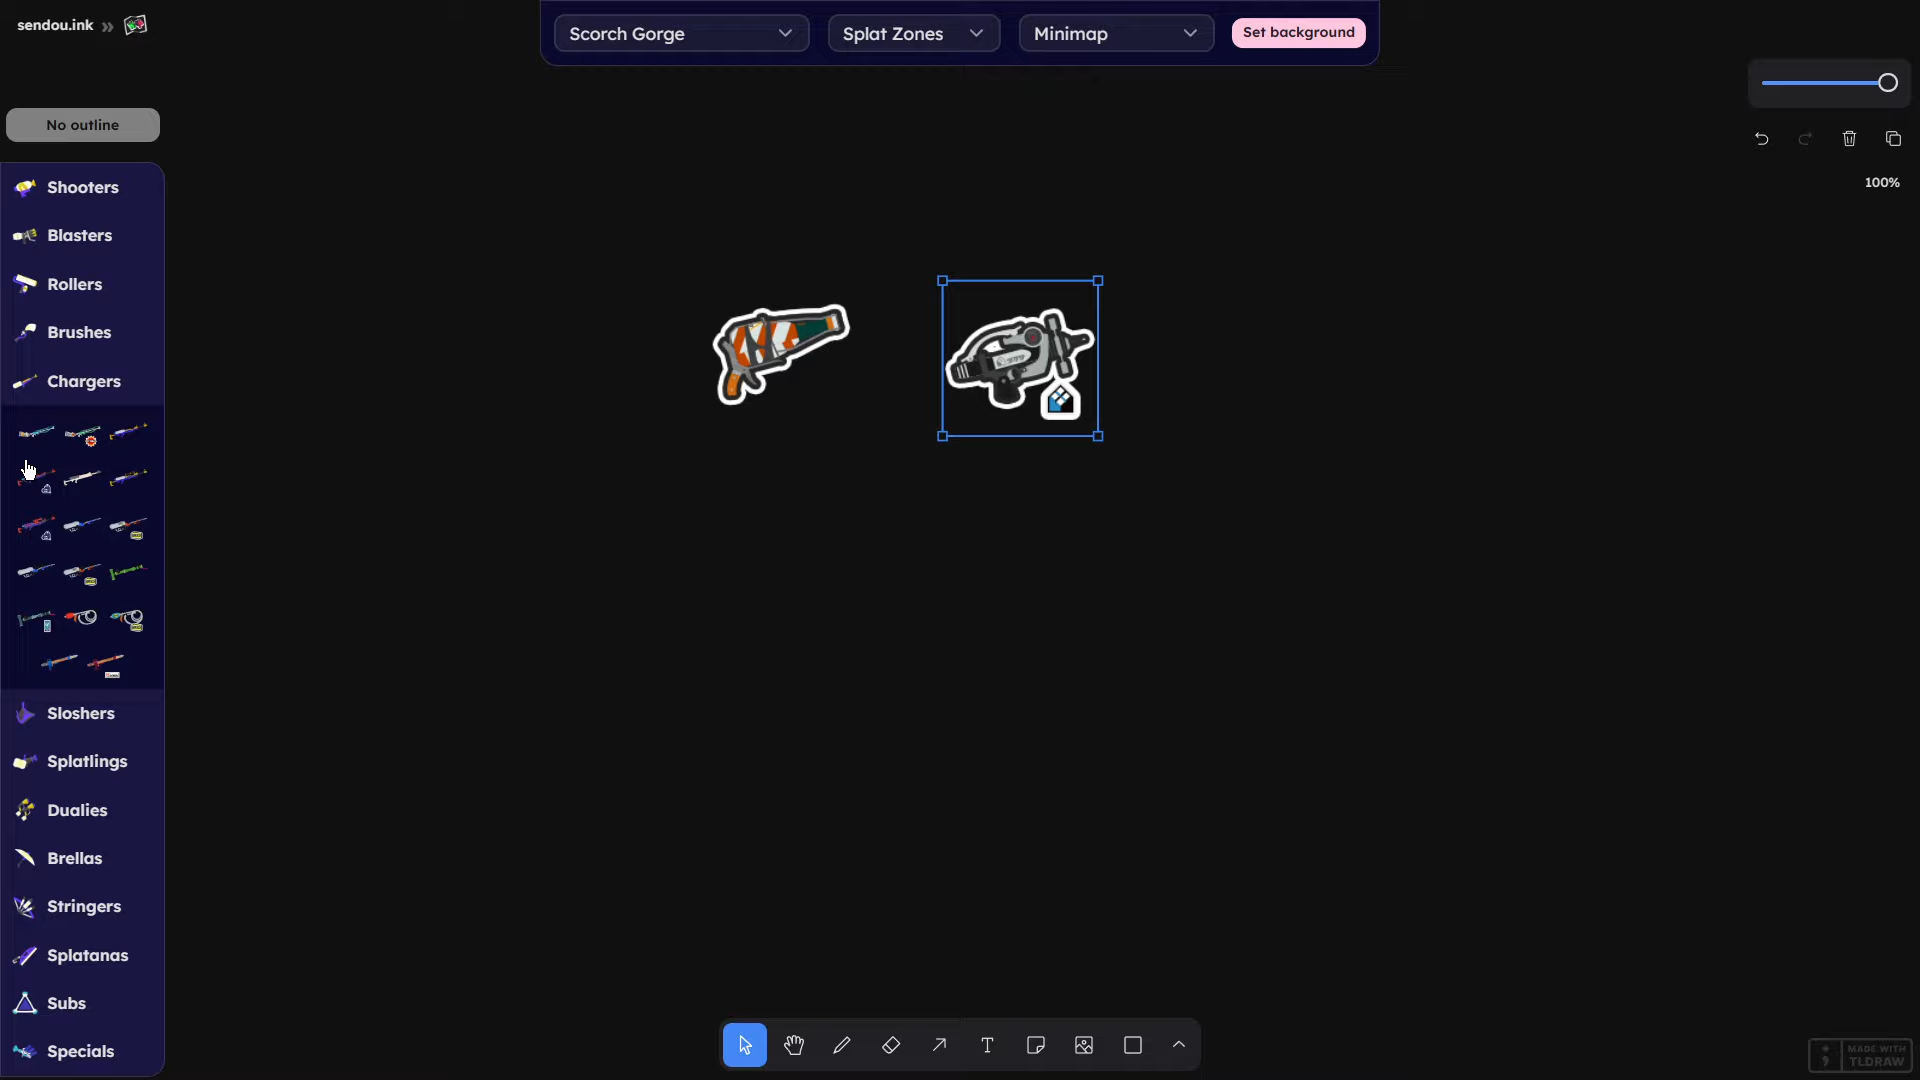 sendou.ink »
Scorch Gorge
Splat Zones
Minimap
Set background
No outline
100%
Shooters
Blasters
Rollers
Brushes
Chargers
Sloshers
Splatlings
Dualies
Brellas
Stringers
Splatanas
Subs
Specials
MADE WITH
TLDRAW